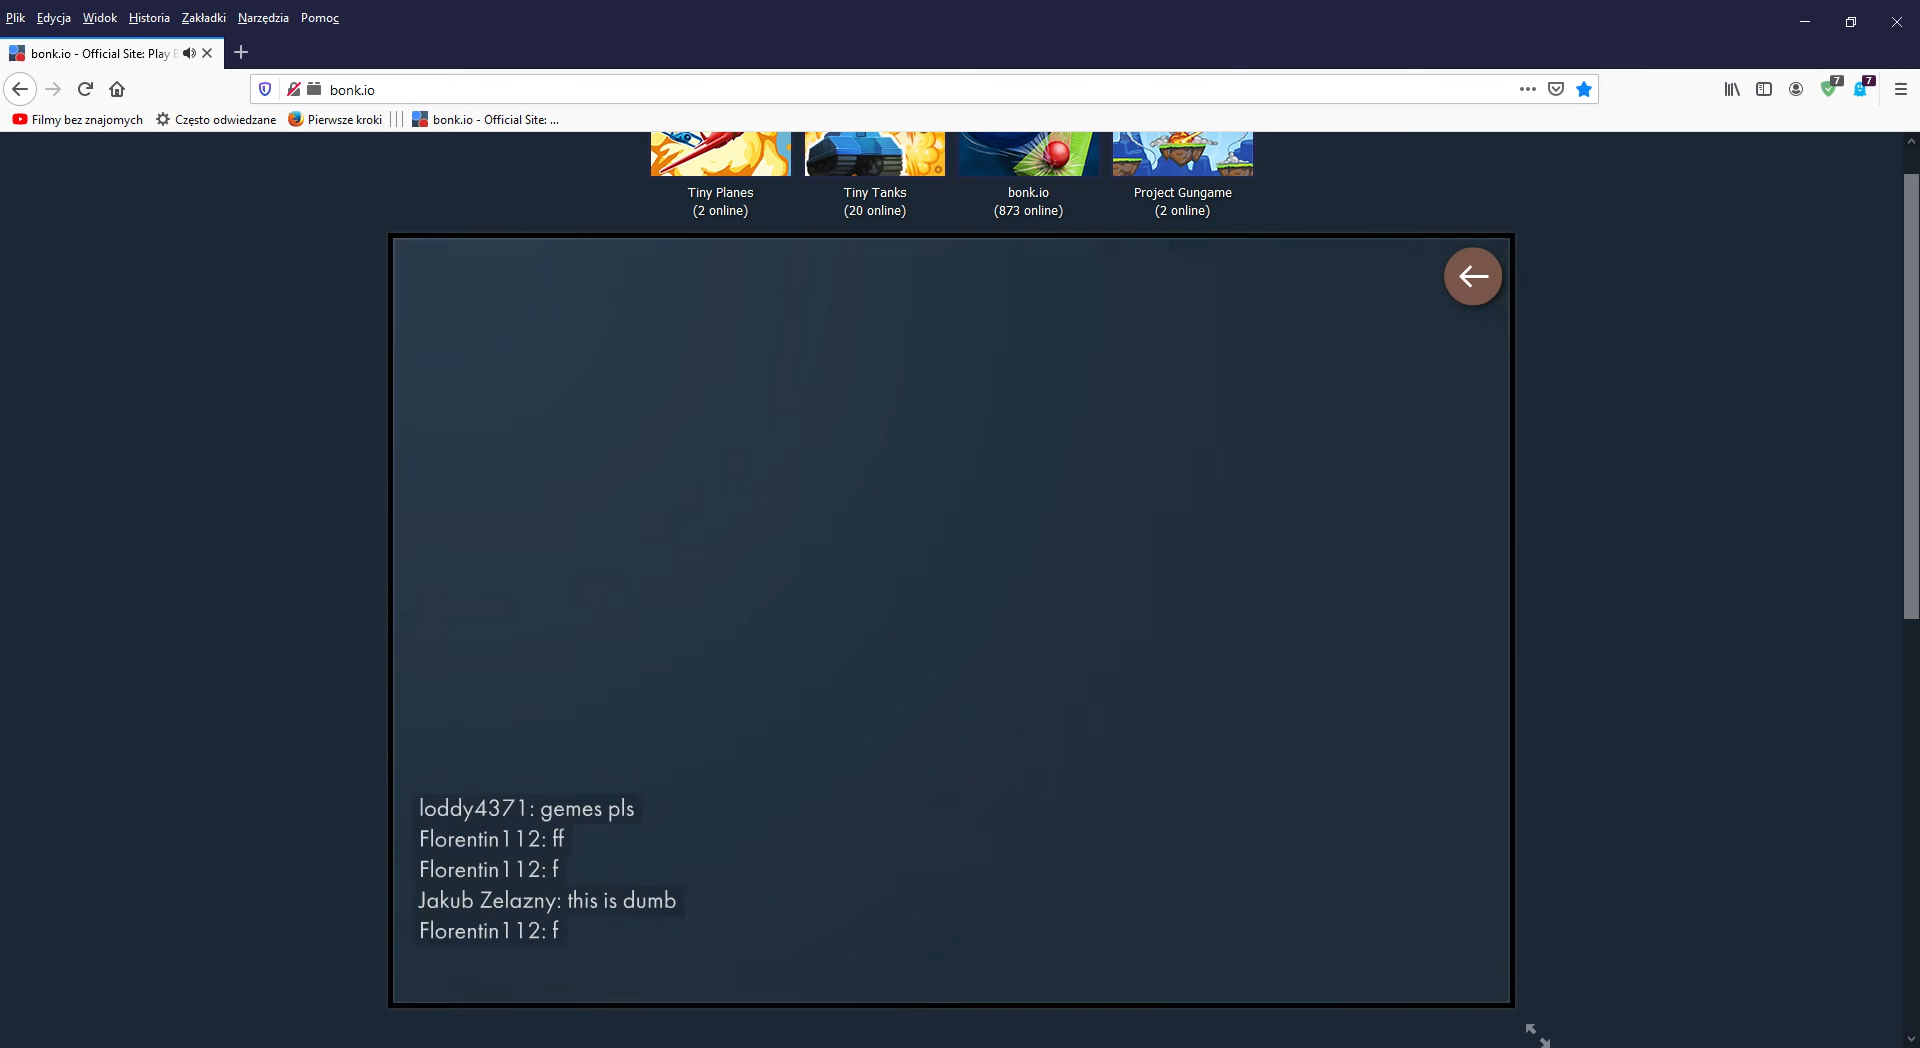 Plik Edycja Widok Historia Zakładki Narzędzia Pomoc
bonk.io - Official Site: Play
bonk.io
7 7
Filmy bez znajomych Często odwiedzane Pierwsze kroki bonk.io - Official Site: ...
Tiny Planes Tiny Tanks bonk.io Project Gungame
(2 online) (20 online) (873 online) (2 online)
loddy4371: gemes pls
Florentin112: ff
Florentin112: f
Jakub Zelazny: this is dumb
Florentin112: f